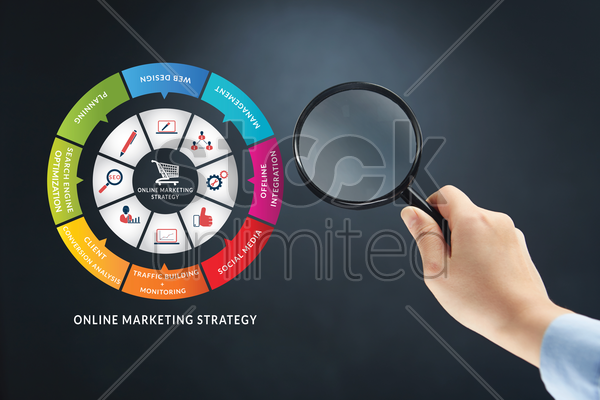 WEB DESIGN
MANAGEMENT
OFFLINE
INTEGRATION
SOCIAL MEDIA
TRAFFIC BUILDING
+
MONITORING
CLIENT
CONVERSION ANALYSIS
SEARCH ENGINE
OPTIMIZATION
PLANNING
SEO
ONLINE MARKETING
STRATEGY
ONLINE MARKETING STRATEGY
stock
unlimited